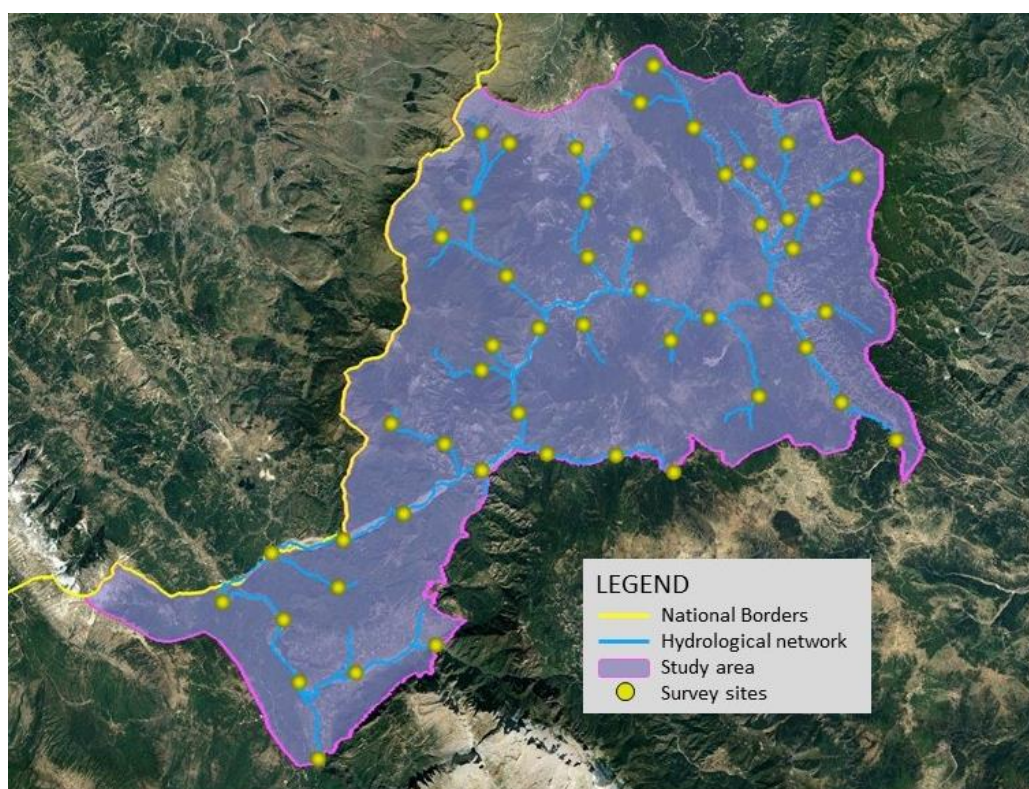 LEGEND
National Borders
Hydrological network
Study area
Survey sites